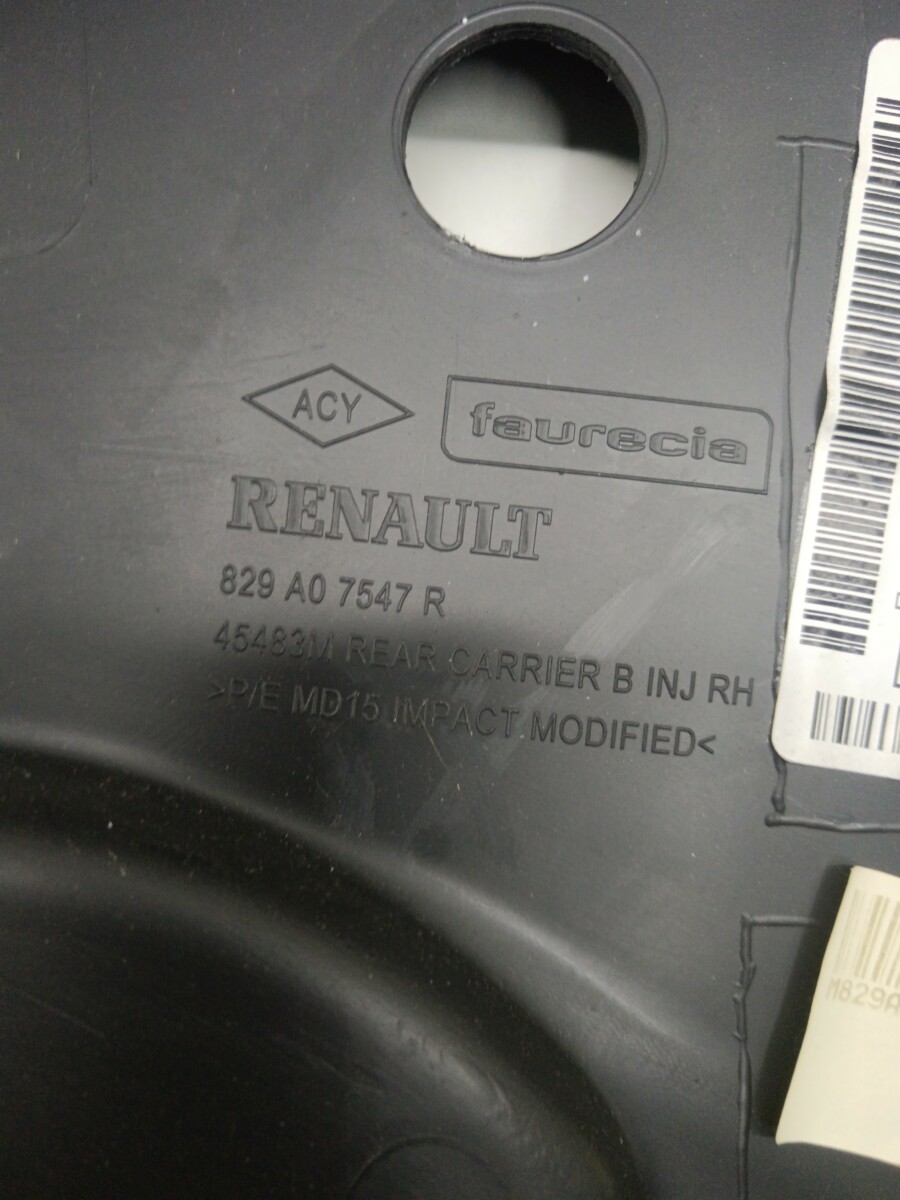 ACY
faurecia
RENAULT
829 A0 7547 R
45483M REAR CARRIER B INJ RH
>P/E MD15 IMPACT MODIFIED<
M829A